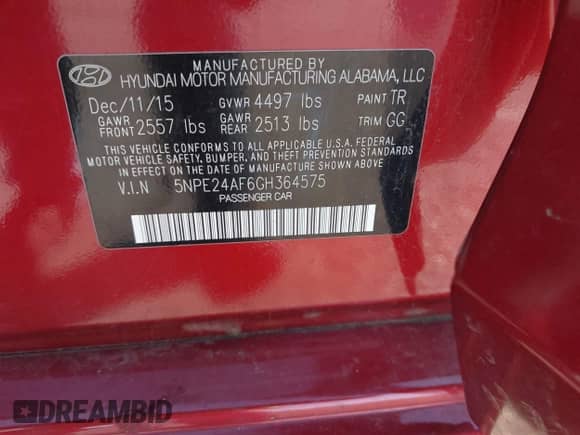 MANUFACTURED BY
HYUNDAI MOTOR MANUFACTURING ALABAMA, LLC
Dec/11/15 GVWR 4497 lbs PAINT TR
GAWR FRONT 2557 lbs GAWR REAR 2513 lbs TRIM GG
THIS VEHICLE CONFORMS TO ALL APPLICABLE U.S.A. FEDERAL
MOTOR VEHICLE SAFETY, BUMPER, AND THEFT PREVENTION STANDARDS
IN EFFECT ON THE DATE OF MANUFACTURE SHOWN ABOVE.
V.I.N 5NPE24AF6GH364575
PASSENGER CAR
DREAMBID